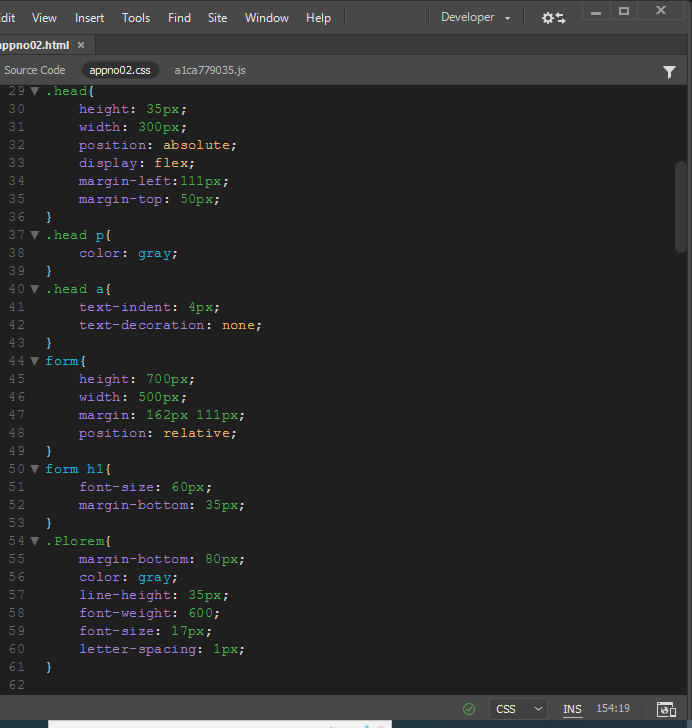 dit View Insert Tools Find Site Window Help Developer
appno02.html ×
Source Code appno02.css a1ca779035.js
29 .head{
30 height: 35px;
31 width: 300px;
32 position: absolute;
33 display: flex;
34 margin-left:111px;
35 margin-top: 50px;
36 }
37 .head p{
38 color: gray;
39 }
40 .head a{
41 text-indent: 4px;
42 text-decoration: none;
43 }
44 form{
45 height: 700px;
46 width: 500px;
47 margin: 162px 111px;
48 position: relative;
49 }
50 form h1{
51 font-size: 60px;
52 margin-bottom: 35px;
53 }
54 .Plorem{
55 margin-bottom: 80px;
56 color: gray;
57 line-height: 35px;
58 font-weight: 600;
59 font-size: 17px;
60 letter-spacing: 1px;
61 }
62
CSS INS 154:19